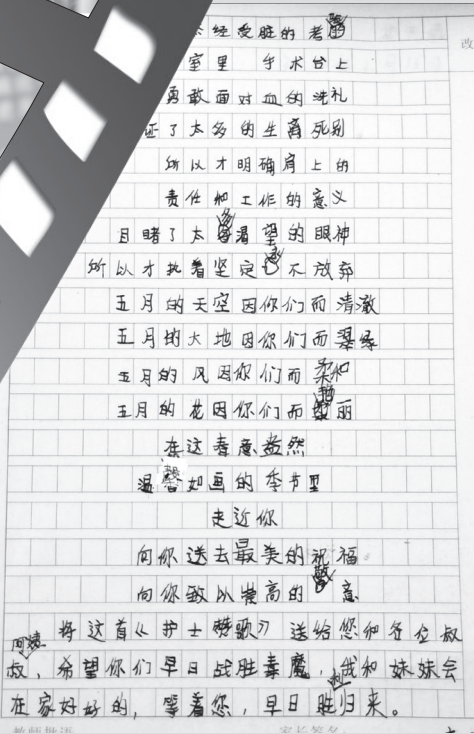 经受脏的考
室里 手术台上
勇敢面对血的洗礼
证了太多的生离死别
所以才明确肩上的
责任和工作的意义
目睹了太多渴望的眼神
所以才执着坚定不放弃
五月的天空因你们而清澈
五月的大地因你们而翠绿
五月的风因你们而柔和
五月的花因你们而艳丽
在这春意盎然
温馨如画的季节里
走近你
向你送去最美的祝福
向你致以崇高的意
将这首《护士赞歌》送给您和各位叔
叔,希望你们早日战胜毒魔,我和妹妹会
在家好好的,等着您,早日胜归来。